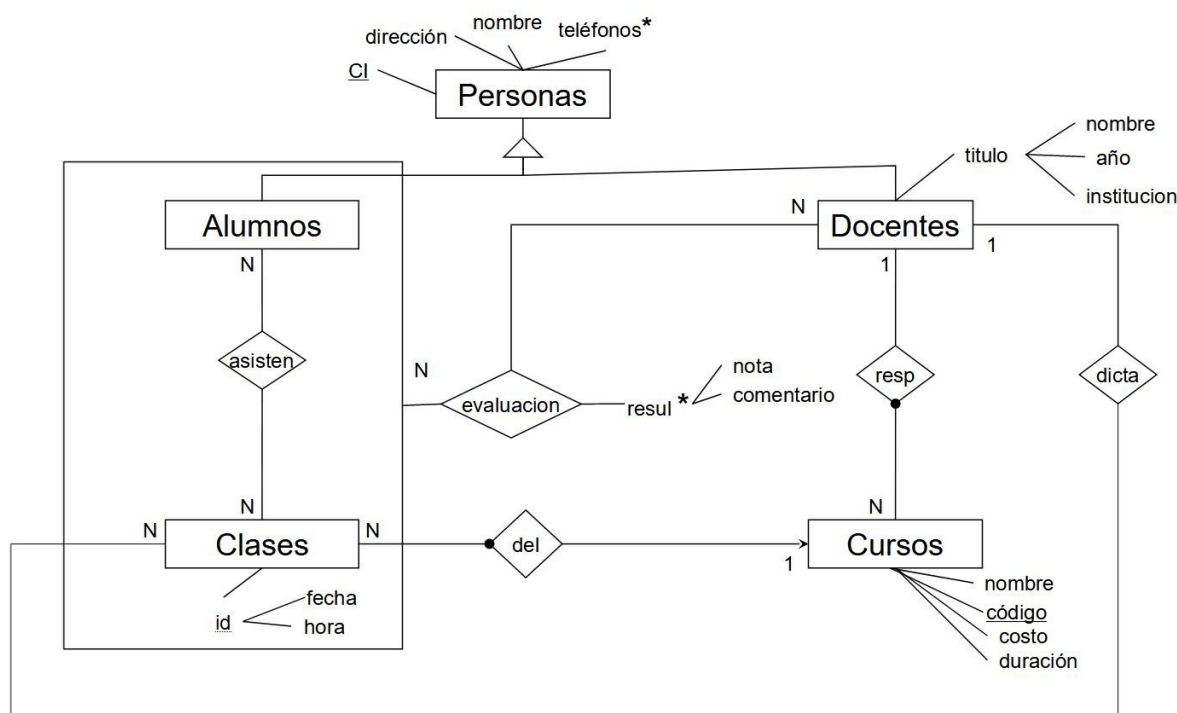 nombre
teléfonos*
dirección
CI
Personas
nombre
titulo
año
institucion
Alumnos
N
Docentes
N
1
1
asisten
N
nota
resp
dicta
evaluacion
resul *
comentario
N
N
N
N
Clases
del
1
Cursos
fecha
id
hora
nombre
código
costo
duración